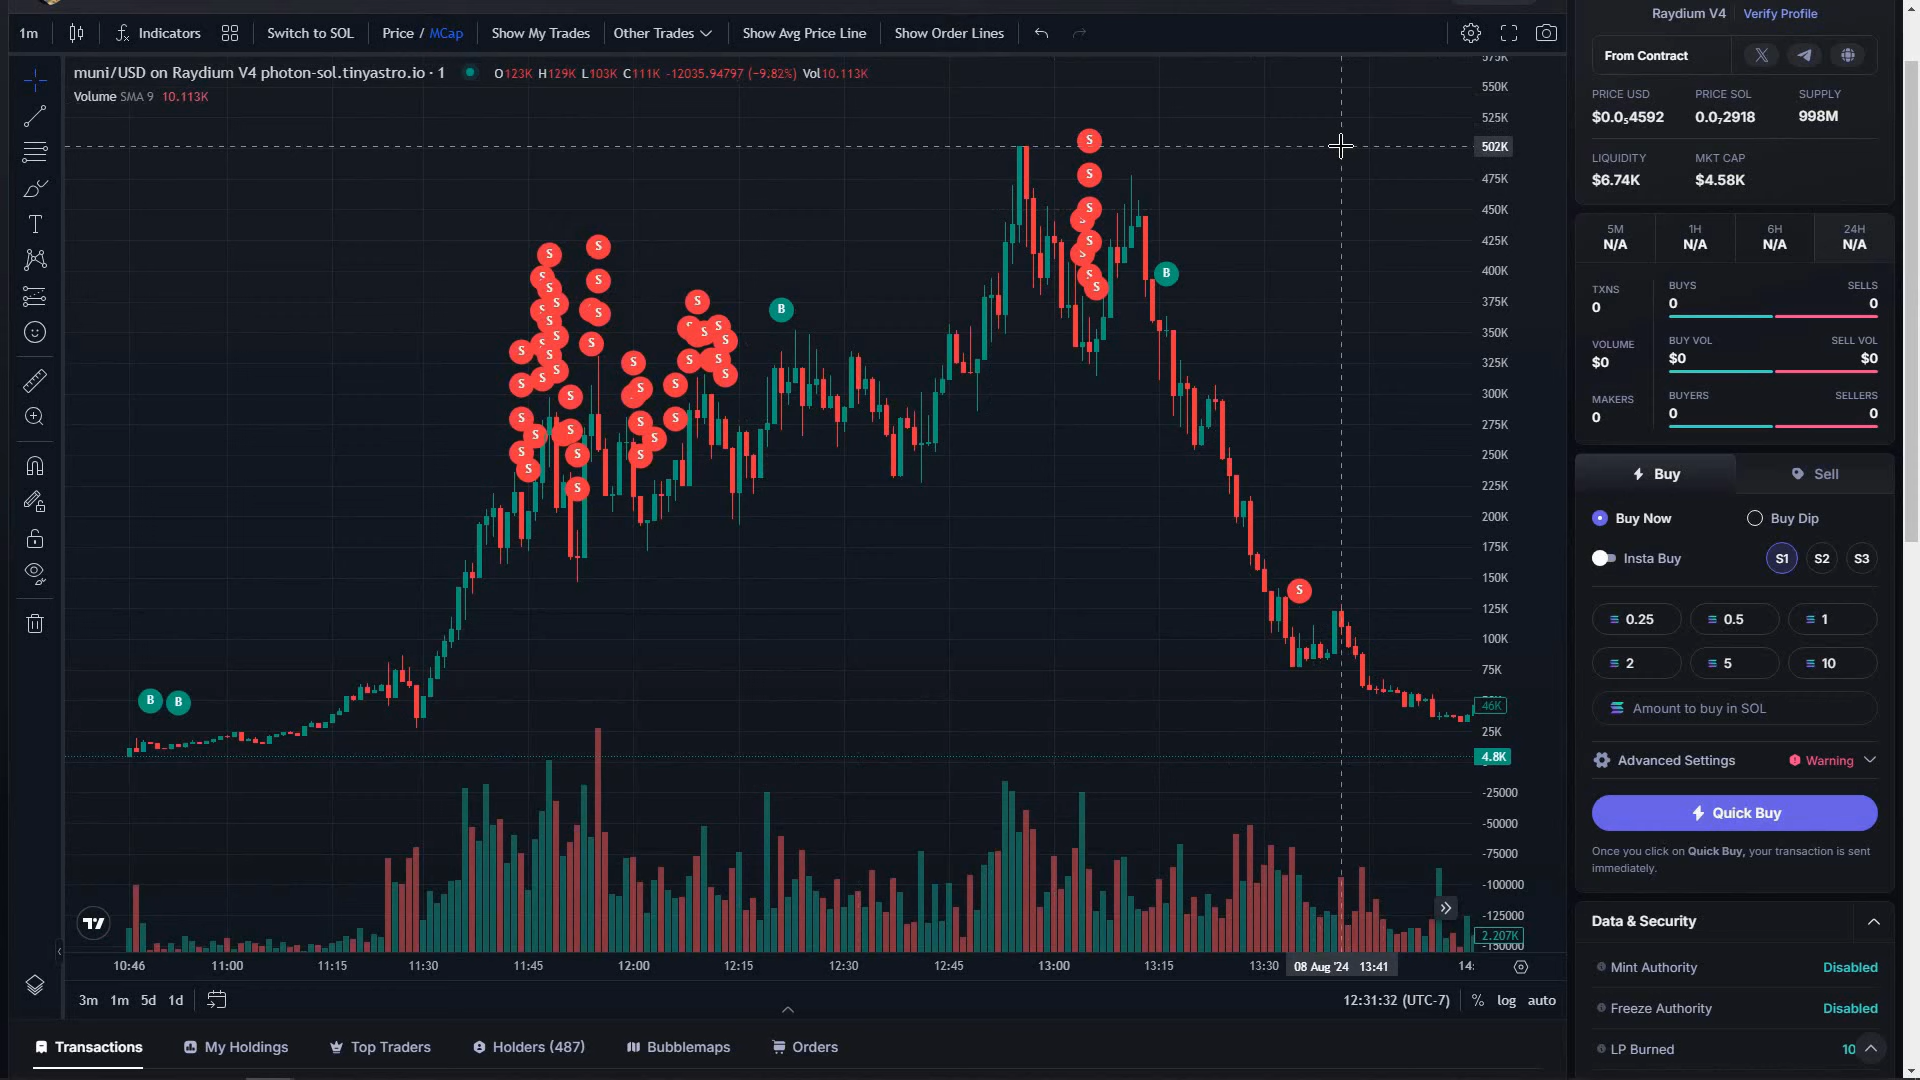 Raydium V4 Verify Profile
1m Indicators Switch to SOL Price / MCap Show My Trades Other Trades Show Avg Price Line Show Order Lines
From Contract
muni/USD on Raydium V4 photon-sol.tinyastro.io · 1 O123K H129K L103K C111K -12035.94797 (-9.82%) Vol10.113K
Volume SMA 9 10.113K
575K
550K
525K
502K
475K
450K
425K
400K
375K
350K
325K
300K
275K
250K
225K
200K
175K
150K
125K
100K
75K
46K
25K
4.8K
-25000
-50000
-75000
-100000
-125000
2.207K
-150000
10:46 11:00 11:15 11:30 11:45 12:00 12:15 12:30 12:45 13:00 13:15 13:30 08 Aug '24 13:41 14:
3m 1m 5d 1d 12:31:32 (UTC-7) % log auto
Transactions My Holdings Top Traders Holders (487) Bubblemaps Orders
PRICE USD PRICE SOL SUPPLY
$0.0₅4592 0.0₇2918 998M
LIQUIDITY MKT CAP
$6.74K $4.58K
5M 1H 6H 24H
N/A N/A N/A N/A
TXNS BUYS SELLS
0 0 0
VOLUME BUY VOL SELL VOL
$0 $0 $0
MAKERS BUYERS SELLERS
0 0 0
Buy Sell
Buy Now Buy Dip
Insta Buy S1 S2 S3
0.25 0.5 1
2 5 10
Amount to buy in SOL
Advanced Settings Warning
Quick Buy
Once you click on Quick Buy, your transaction is sent
immediately.
Data & Security
Mint Authority Disabled
Freeze Authority Disabled
LP Burned 10